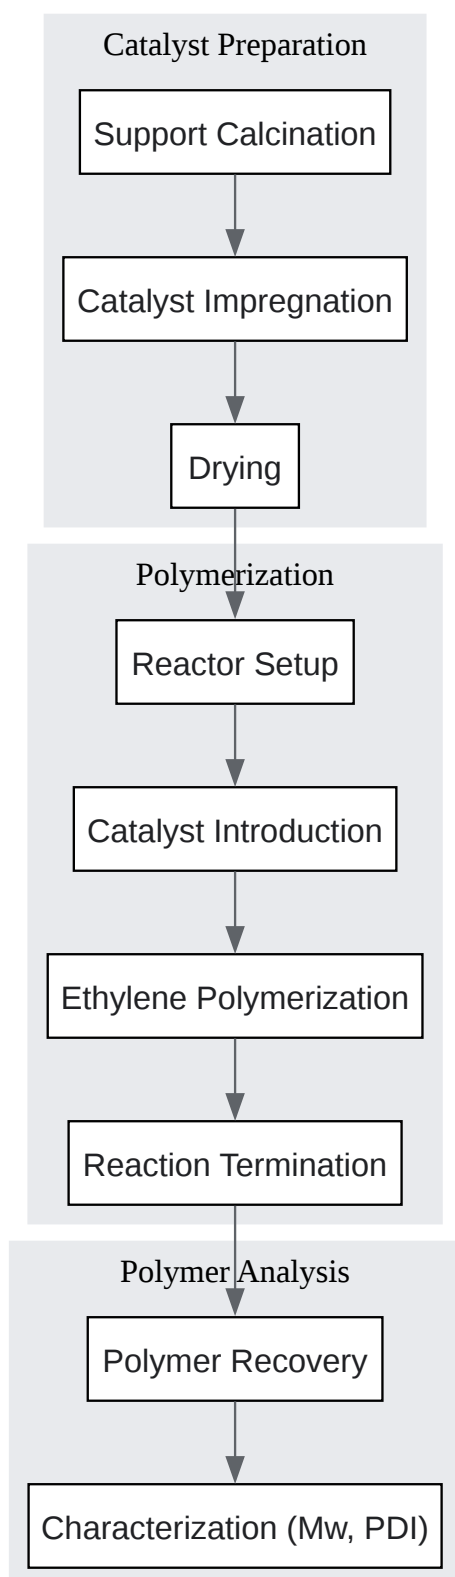 Catalyst Preparation
Support Calcination
Catalyst Impregnation
Drying
Polymerization
Reactor Setup
Catalyst Introduction
Ethylene Polymerization
Reaction Termination
Polymer Analysis
Polymer Recovery
Characterization (Mw, PDI)